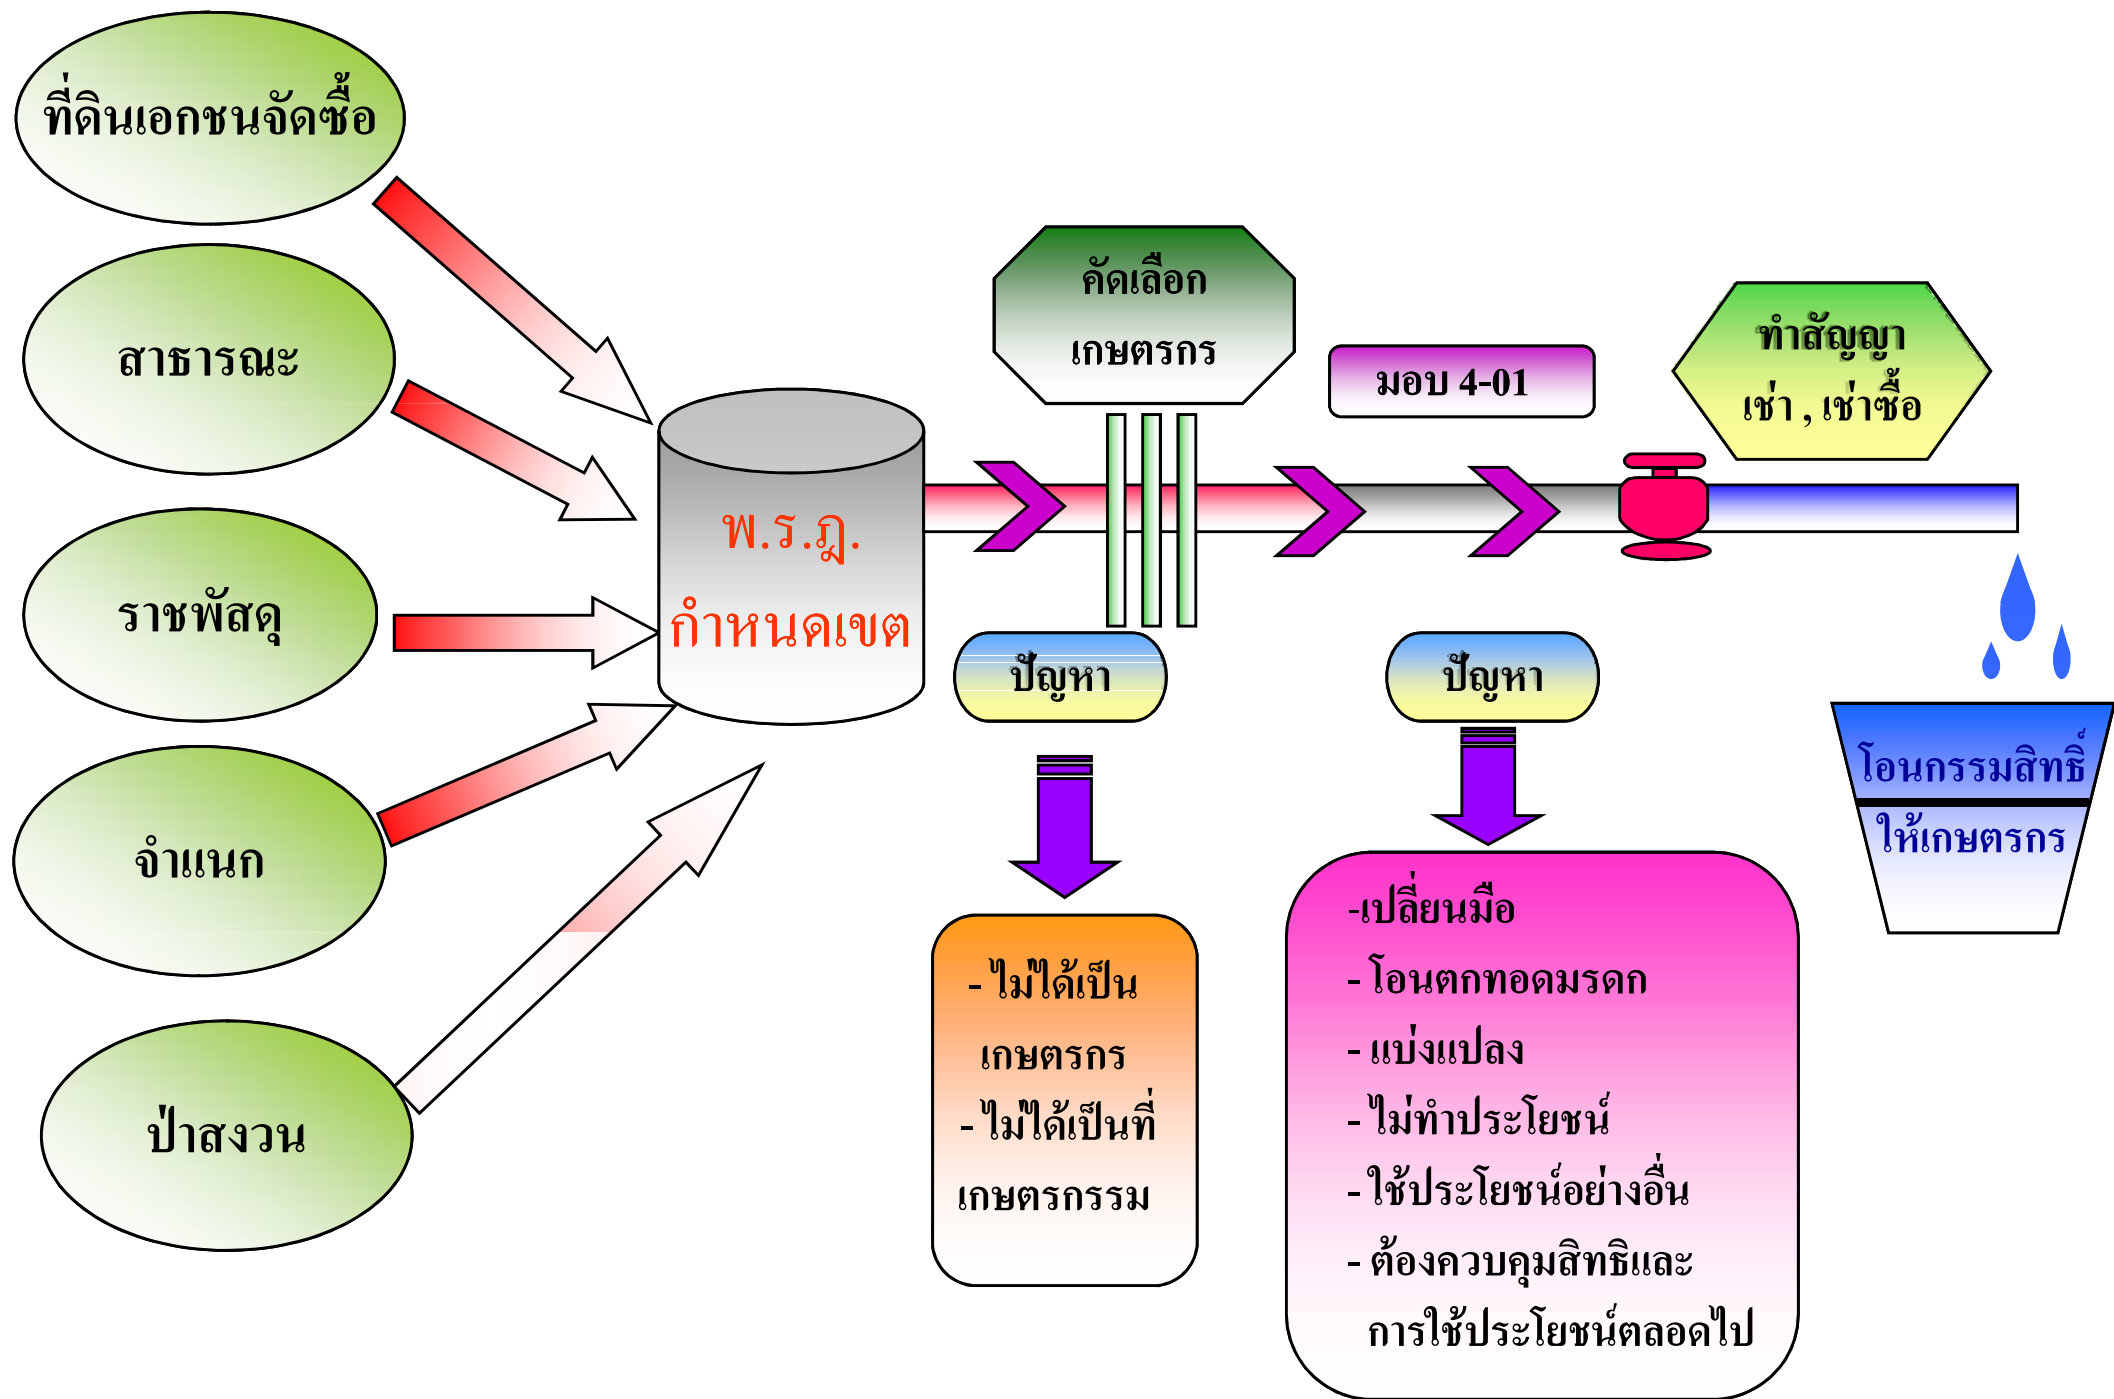 ที่ดินเอกชนจัดซื้อ
สาธารณะ
ราชพัสดุ
จำแนก
ป่าสงวน
พ.ร.ฎ.
กำหนดเขต
คัดเลือก
เกษตรกร
มอบ 4-01
ทำสัญญา
เช่า , เช่าซื้อ
ปัญหา
- ไม่ได้เป็น
เกษตรกร
- ไม่ได้เป็นที่
เกษตรกรรม
ปัญหา
-เปลี่ยนมือ
- โอนตกทอดมรดก
- แบ่งแปลง
- ไม่ทำประโยชน์
- ใช้ประโยชน์อย่างอื่น
- ต้องควบคุมสิทธิและ
การใช้ประโยชน์ตลอดไป
โอนกรรมสิทธิ์
ให้เกษตรกร